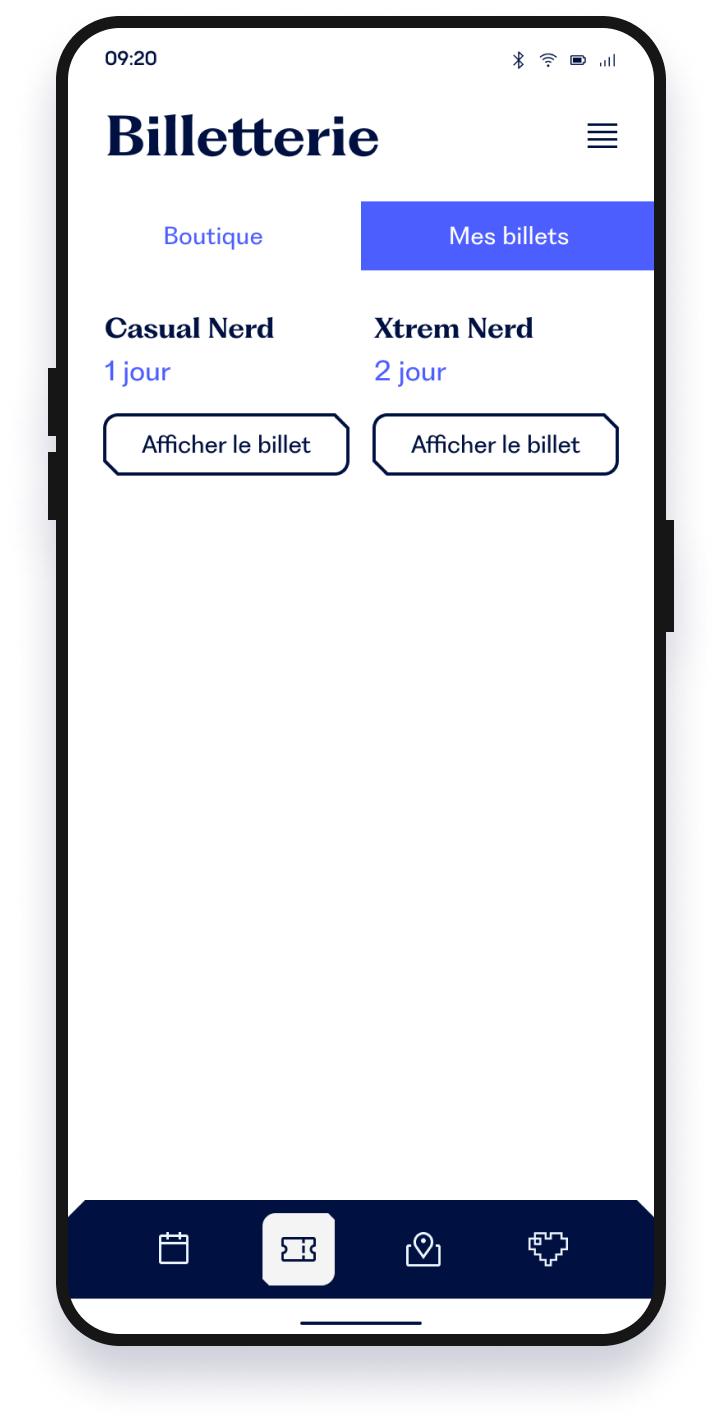 09:20
Billetterie
Boutique Mes billets
Casual Nerd Xtrem Nerd
1 jour 2 jour
Afficher le billet Afficher le billet